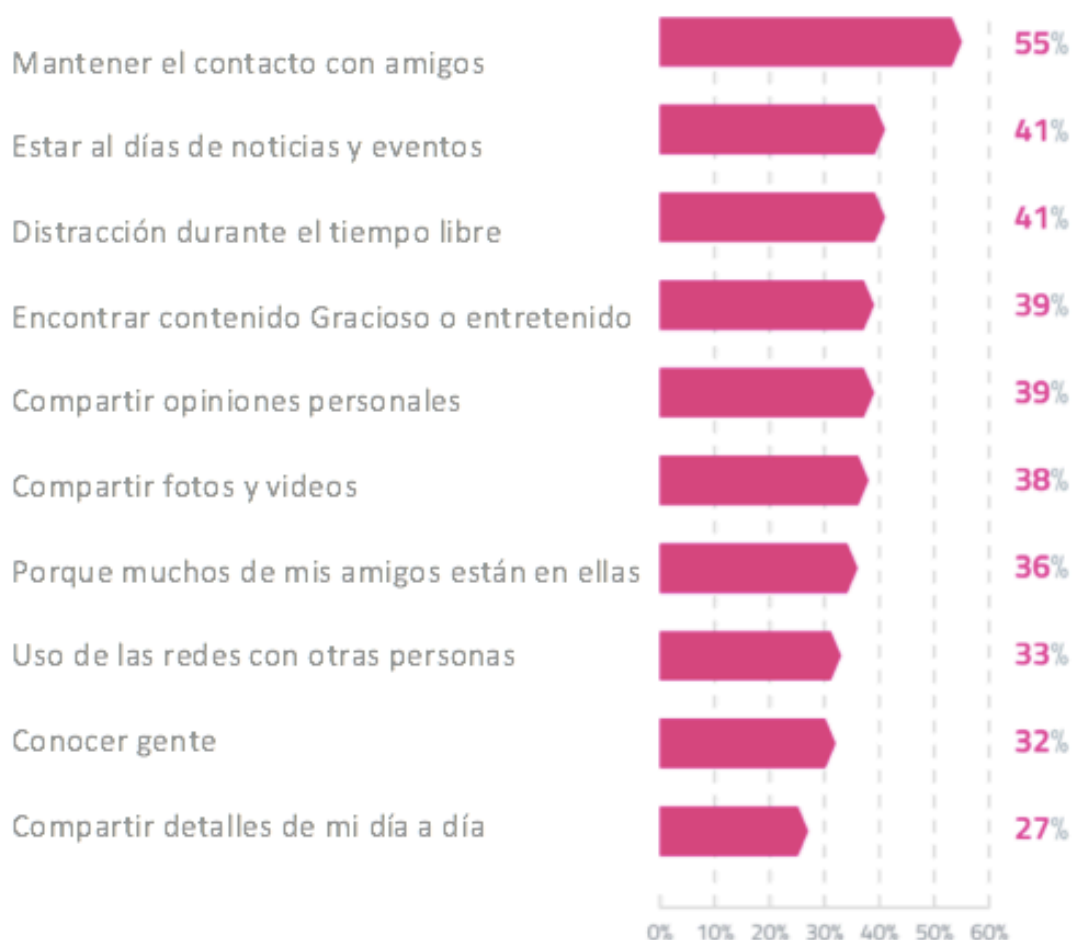 Mantener el contacto con amigos 55%
Estar al días de noticias y eventos 41%
Distracción durante el tiempo libre 41%
Encontrar contenido Gracioso o entretenido 39%
Compartir opiniones personales 39%
Compartir fotos y videos 38%
Porque muchos de mis amigos están en ellas 36%
Uso de las redes con otras personas 33%
Conocer gente 32%
Compartir detalles de mi día a día 27%
0% 10% 20% 30% 40% 50% 60%